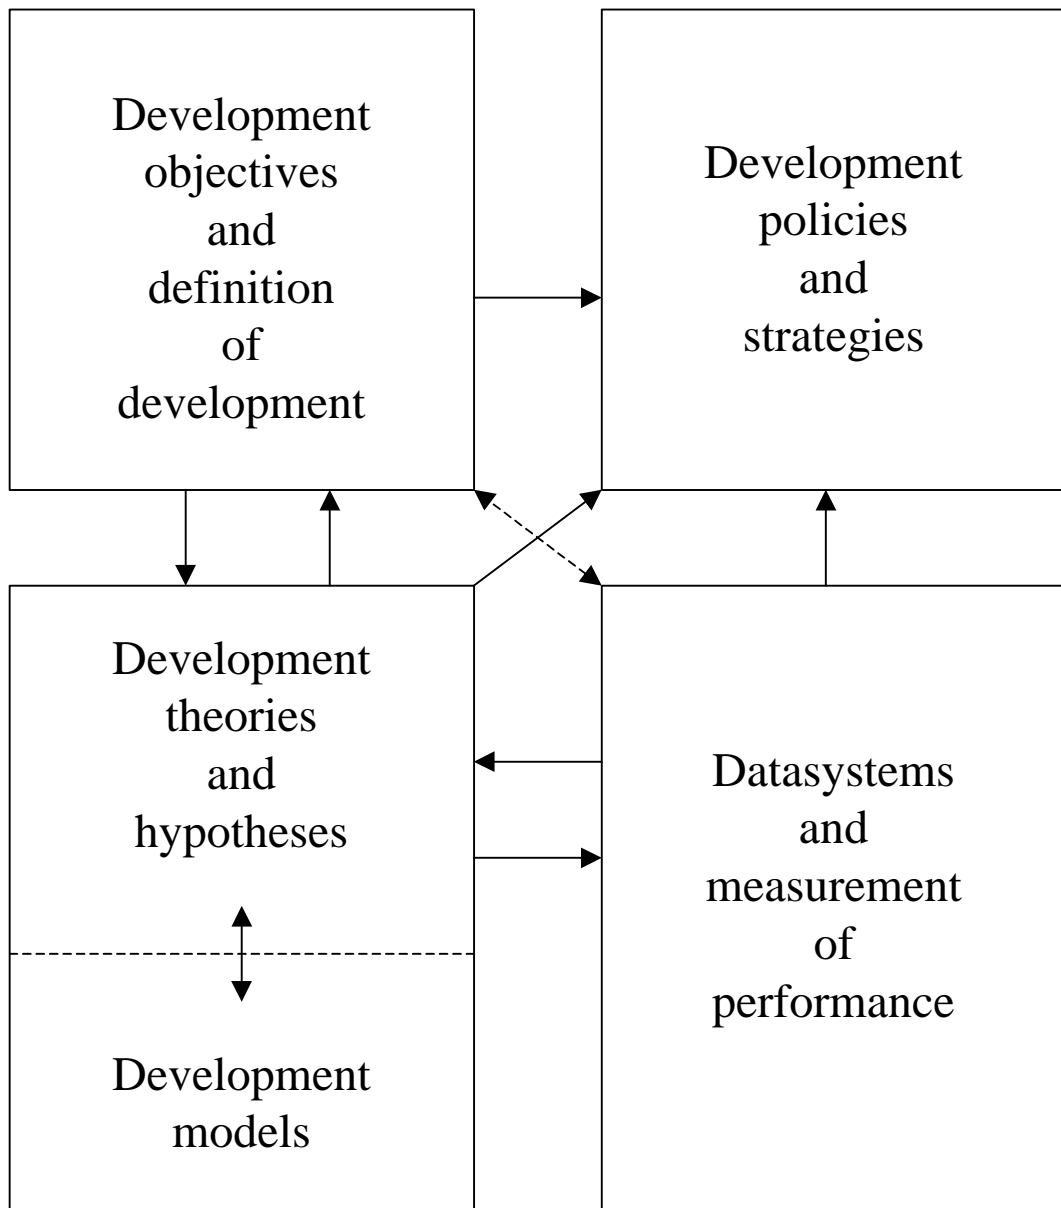 Development
objectives
and
definition
of
development
Development
policies
and
strategies
Development
theories
and
hypotheses
Development
models
Datasystems
and
measurement
of
performance